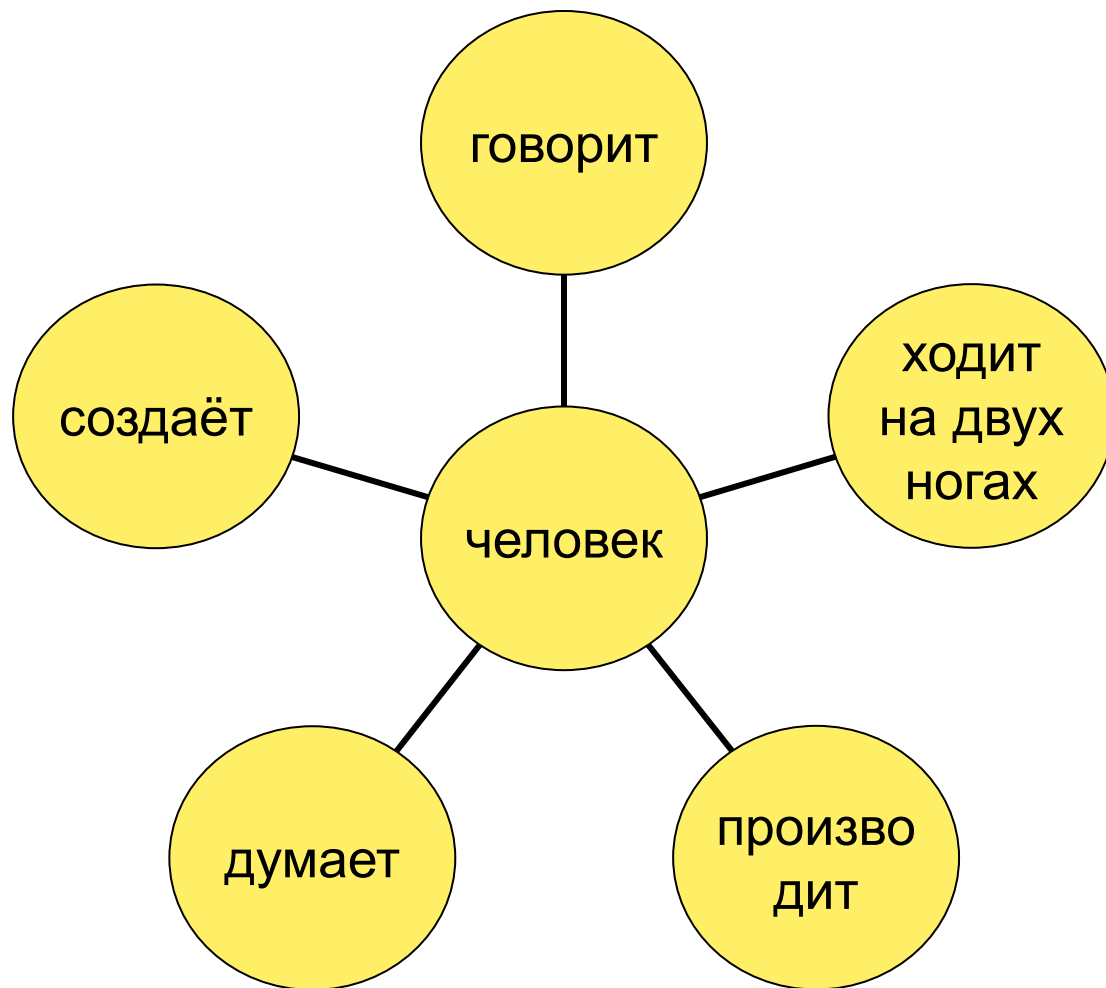 говорит
создаёт
ходит
на двух
ногах
человек
думает
произво
дит